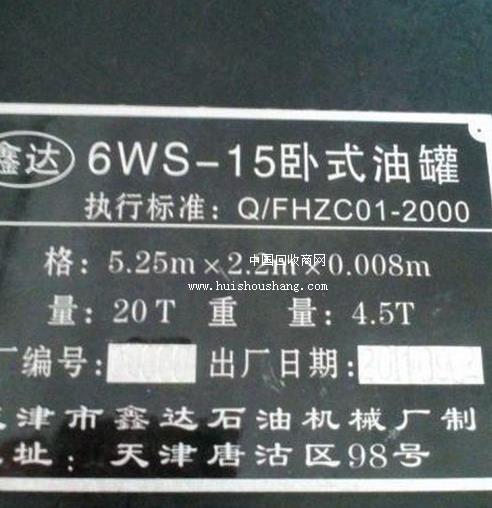 鑫达 6WS-15卧式油罐
执行标准: Q/FHZC01-2000
中国回收商网
格: 5.25m×2.2m×0.008m
www.huishoushang.com
量: 20T 重 量: 4.5T
厂编号: 出厂日期:
津市鑫达石油机械厂制
址: 天津唐沽区98号